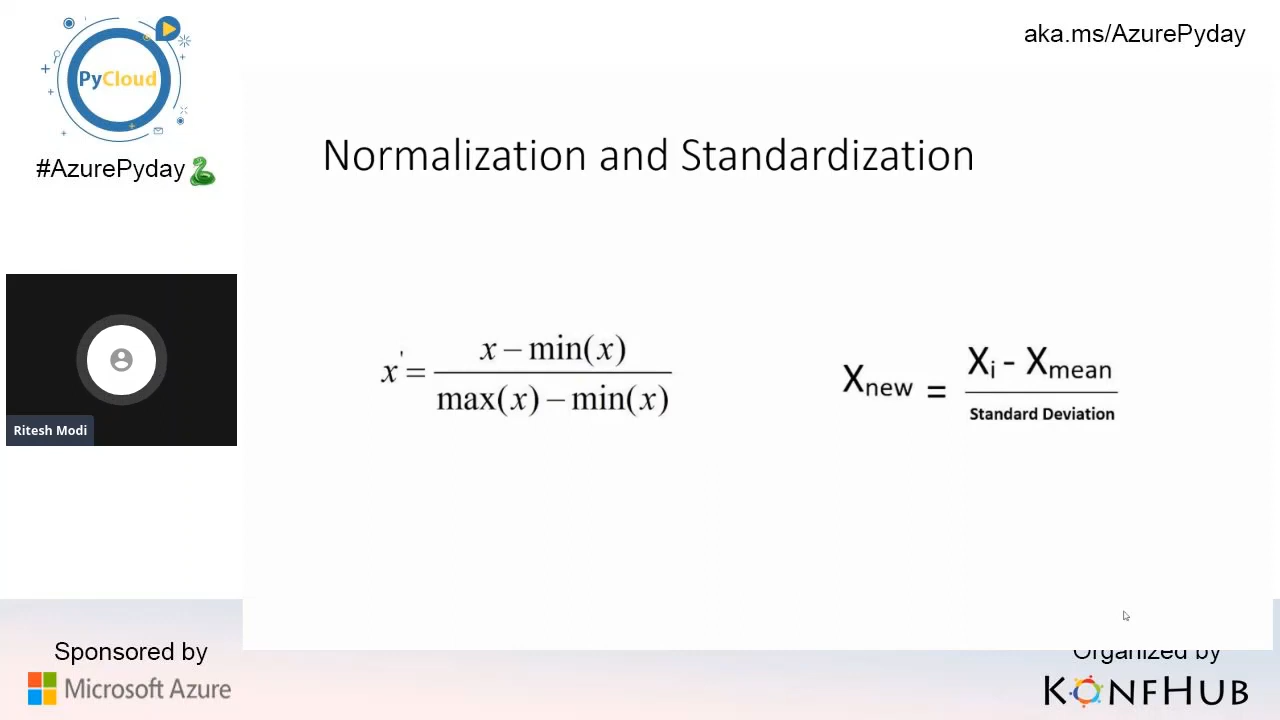 aka.ms/AzurePyday
PyCloud
#AzurePyday
Normalization and Standardization
x' = x – min(x) / max(x) – min(x)
Xnew = Xi - Xmean / Standard Deviation
Ritesh Modi
Sponsored by
Microsoft Azure
Organized by
KONFHUB